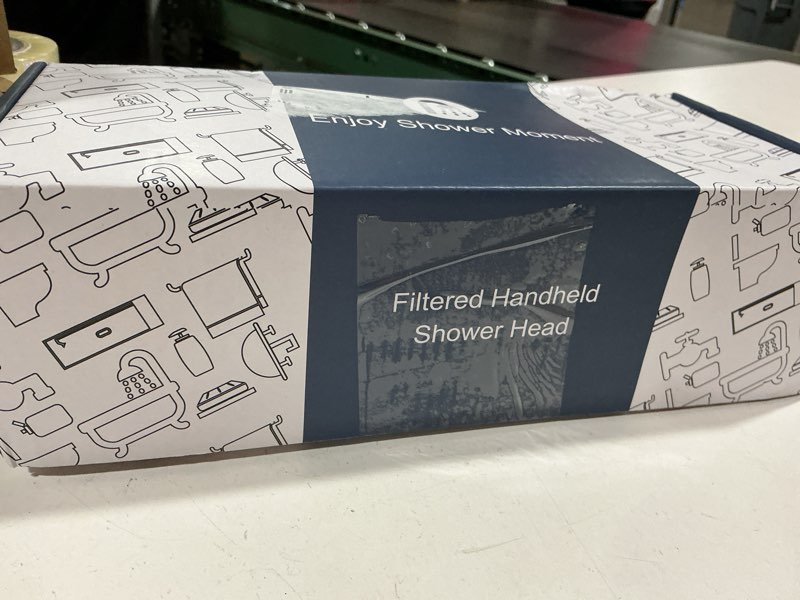 Enjoy Shower Moment
Filtered Handheld
Shower Head